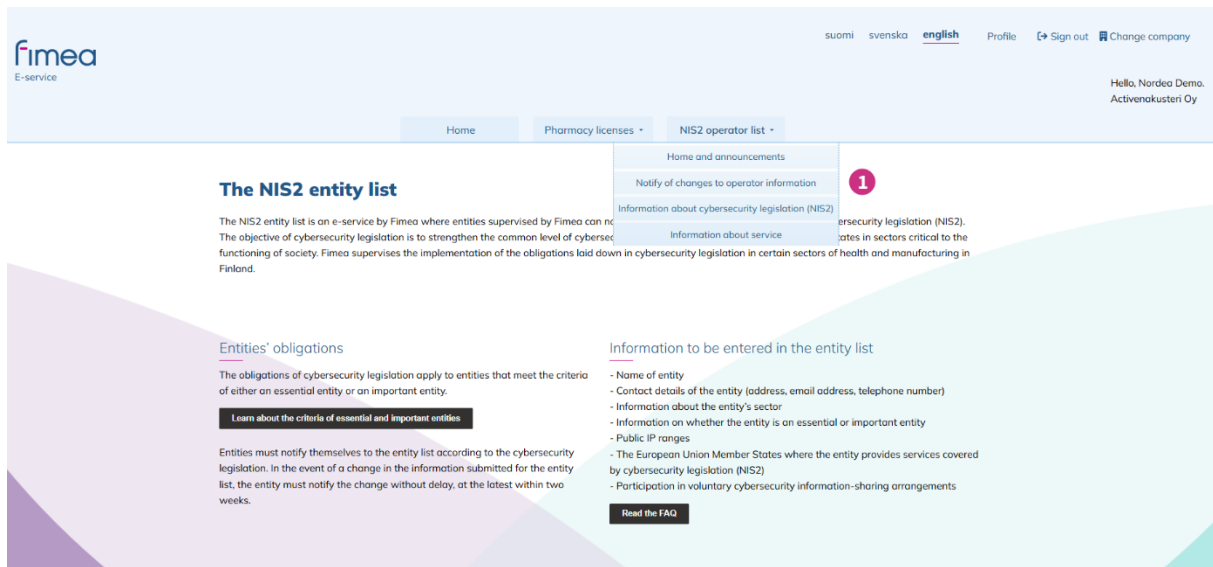 suomi svenska english Profile Sign out Change company
fimea
E-service
Hello, Nordea Demo.
Activenakusteri Oy
Home Pharmacy licenses NIS2 operator list
Home and announcements
Notify of changes to operator information
1
Information about cybersecurity legislation (NIS2)
Information about service
The NIS2 entity list
The NIS2 entity list is an e-service by Fimea where entities supervised by Fimea can no ersecurity legislation (NIS2).
The objective of cybersecurity legislation is to strengthen the common level of cybersec ates in sectors critical to the
functioning of society. Fimea supervises the implementation of the obligations laid down in cybersecurity legislation in certain sectors of health and manufacturing in
Finland.
Entities' obligations
The obligations of cybersecurity legislation apply to entities that meet the criteria
of either an essential entity or an important entity.
Learn about the criteria of essential and important entities
Entities must notify themselves to the entity list according to the cybersecurity
legislation. In the event of a change in the information submitted for the entity
list, the entity must notify the change without delay, at the latest within two
weeks.
Information to be entered in the entity list
- Name of entity
- Contact details of the entity (address, email address, telephone number)
- Information about the entity's sector
- Information on whether the entity is an essential or important entity
- Public IP ranges
- The European Union Member States where the entity provides services covered
by cybersecurity legislation (NIS2)
- Participation in voluntary cybersecurity information-sharing arrangements
Read the FAQ